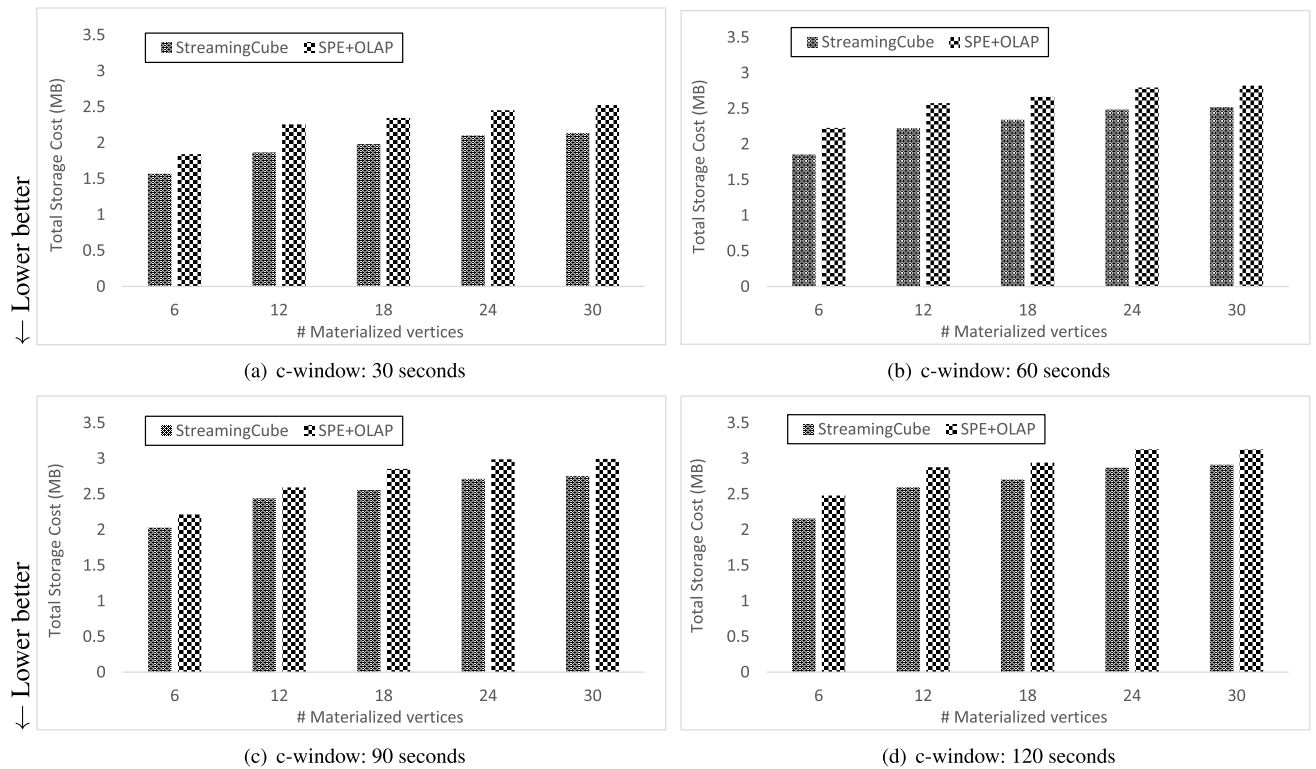 ← Lower better
Total Storage Cost (MB)
3.5
3
2.5
2
1.5
1
0.5
0
StreamingCube SPE+OLAP
6 12 18 24 30
# Materialized vertices
(a) c-window: 30 seconds
Total Storage Cost (MB)
3.5
3
2.5
2
1.5
1
0.5
0
StreamingCube SPE+OLAP
6 12 18 24 30
# Materialized vertices
(b) c-window: 60 seconds
← Lower better
Total Storage Cost (MB)
3.5
3
2.5
2
1.5
1
0.5
0
StreamingCube SPE+OLAP
6 12 18 24 30
# Materialized vertices
(c) c-window: 90 seconds
Total Storage Cost (MB)
3.5
3
2.5
2
1.5
1
0.5
0
StreamingCube SPE+OLAP
6 12 18 24 30
# Materialized vertices
(d) c-window: 120 seconds